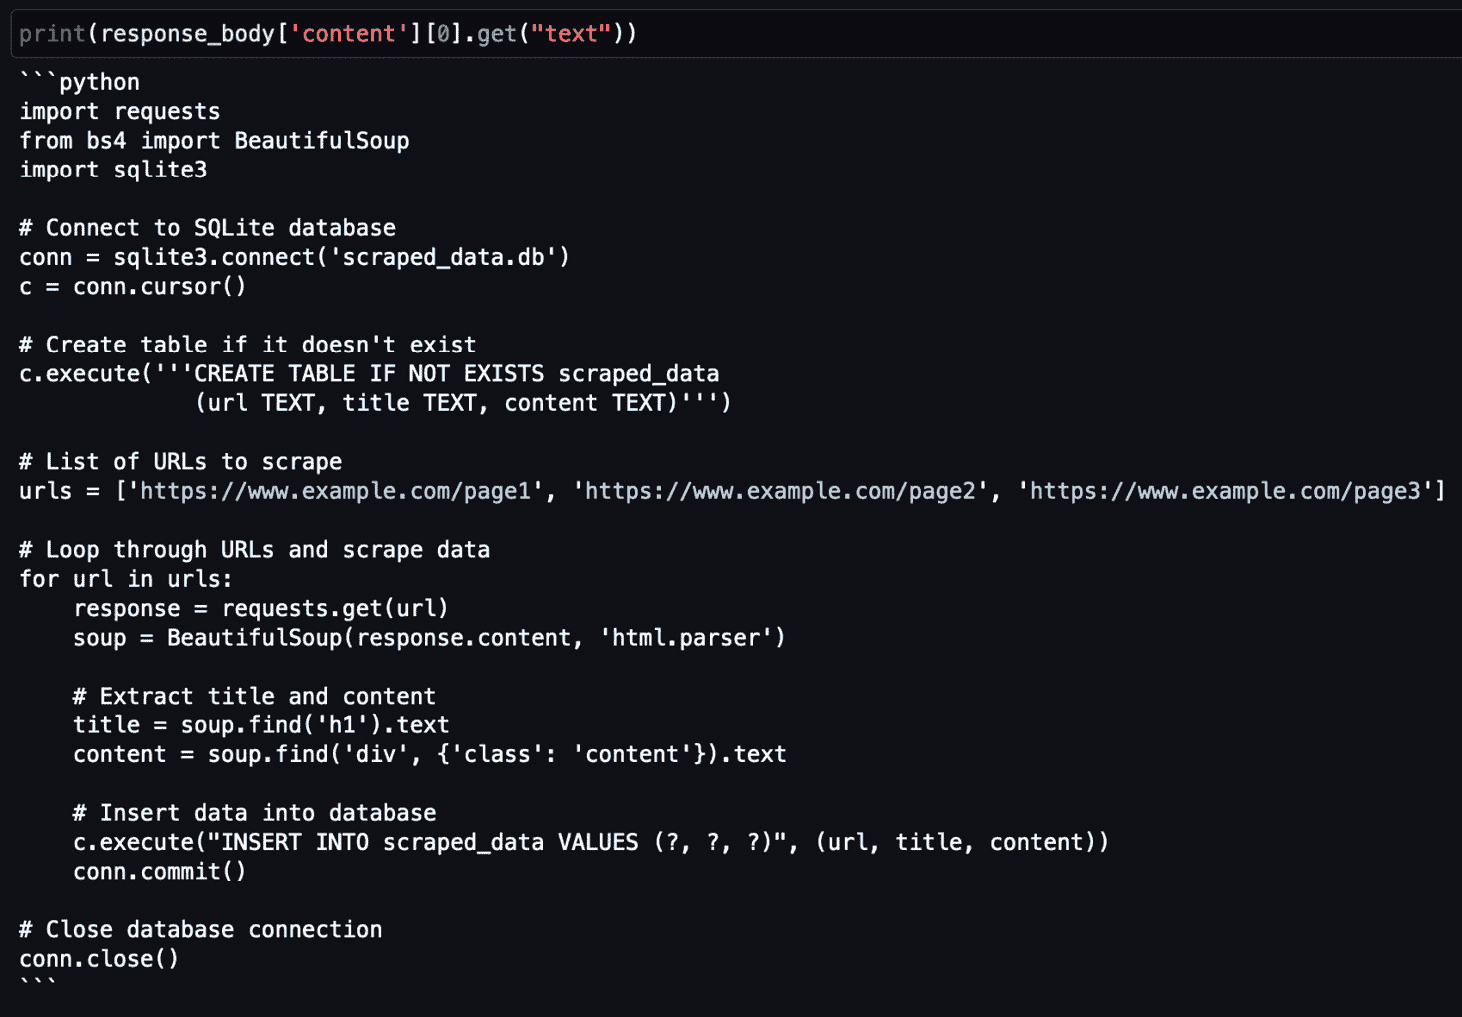 print(response_body['content'][0].get("text"))
```python
import requests
from bs4 import BeautifulSoup
import sqlite3

# Connect to SQLite database
conn = sqlite3.connect('scraped_data.db')
c = conn.cursor()

# Create table if it doesn't exist
c.execute('''CREATE TABLE IF NOT EXISTS scraped_data
             (url TEXT, title TEXT, content TEXT)''')

# List of URLs to scrape
urls = ['https://www.example.com/page1', 'https://www.example.com/page2', 'https://www.example.com/page3']

# Loop through URLs and scrape data
for url in urls:
    response = requests.get(url)
    soup = BeautifulSoup(response.content, 'html.parser')

    # Extract title and content
    title = soup.find('h1').text
    content = soup.find('div', {'class': 'content'}).text

    # Insert data into database
    c.execute("INSERT INTO scraped_data VALUES (?, ?, ?)", (url, title, content))
    conn.commit()

# Close database connection
conn.close()
```